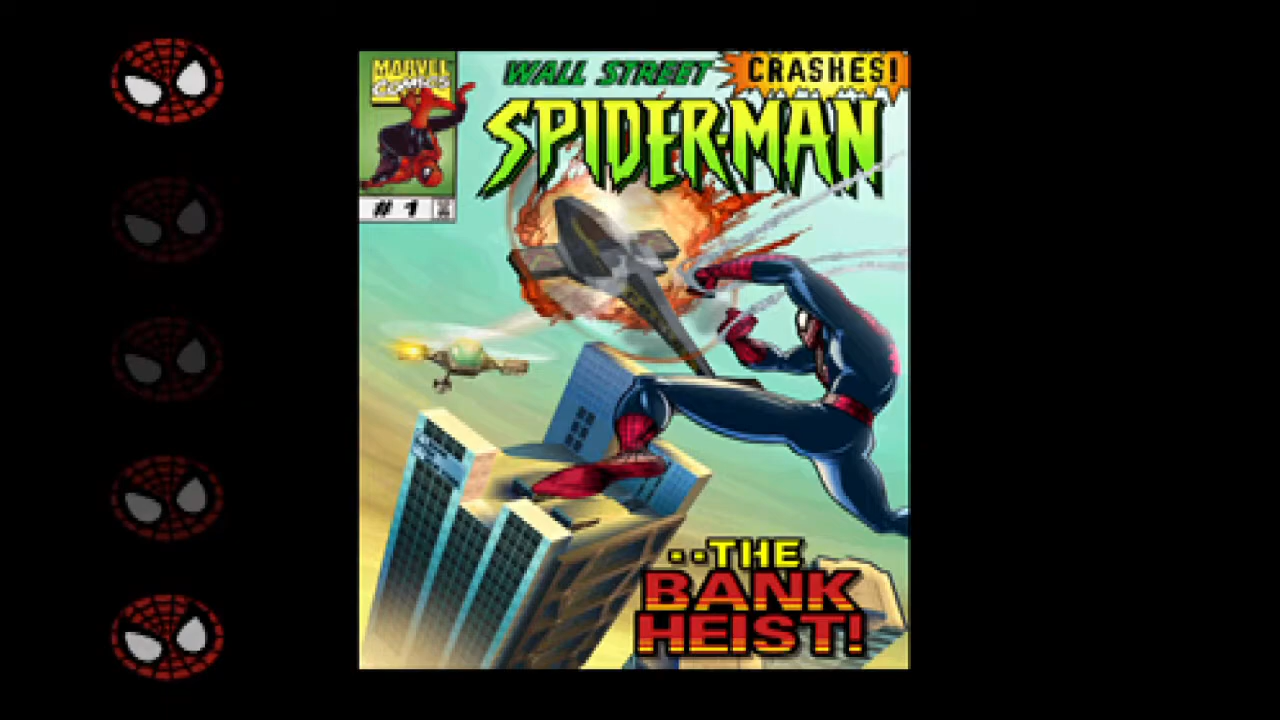 MARVEL
COMICS
WALL STREET
CRASHES!
SPIDER-MAN
# 1
--THE
BANK
HEIST!